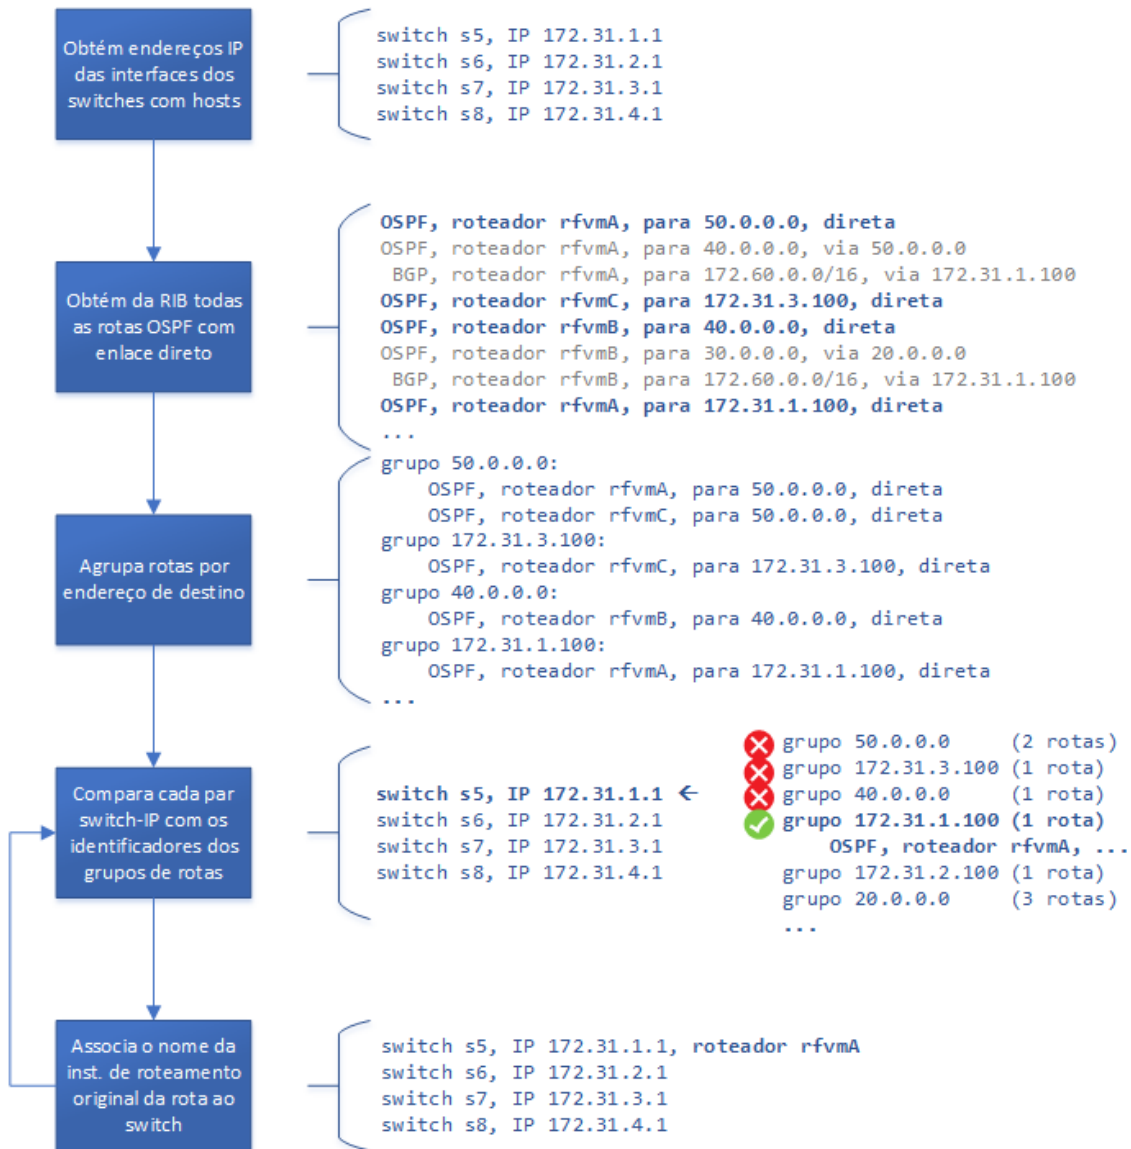 Obtém endereços IP
das interfaces dos
switches com hosts
switch s5, IP 172.31.1.1
switch s6, IP 172.31.2.1
switch s7, IP 172.31.3.1
switch s8, IP 172.31.4.1
Obtém da RIB todas
as rotas OSPF com
enlace direto
OSPF, roteador rfvmA, para 50.0.0.0, direta
OSPF, roteador rfvmA, para 40.0.0.0, via 50.0.0.0
BGP, roteador rfvmA, para 172.60.0.0/16, via 172.31.1.100
OSPF, roteador rfvmC, para 172.31.3.100, direta
OSPF, roteador rfvmB, para 40.0.0.0, direta
OSPF, roteador rfvmB, para 30.0.0.0, via 20.0.0.0
BGP, roteador rfvmB, para 172.60.0.0/16, via 172.31.1.100
OSPF, roteador rfvmA, para 172.31.1.100, direta
...
Agrupa rotas por
endereço de destino
grupo 50.0.0.0:
OSPF, roteador rfvmA, para 50.0.0.0, direta
OSPF, roteador rfvmC, para 50.0.0.0, direta
grupo 172.31.3.100:
OSPF, roteador rfvmC, para 172.31.3.100, direta
grupo 40.0.0.0:
OSPF, roteador rfvmB, para 40.0.0.0, direta
grupo 172.31.1.100:
OSPF, roteador rfvmA, para 172.31.1.100, direta
...
Compara cada par
switch-IP com os
identificadores dos
grupos de rotas
switch s5, IP 172.31.1.1 ←
switch s6, IP 172.31.2.1
switch s7, IP 172.31.3.1
switch s8, IP 172.31.4.1
grupo 50.0.0.0 (2 rotas)
grupo 172.31.3.100 (1 rota)
grupo 40.0.0.0 (1 rota)
grupo 172.31.1.100 (1 rota)
OSPF, roteador rfvmA, ...
grupo 172.31.2.100 (1 rota)
grupo 20.0.0.0 (3 rotas)
...
Associa o nome da
inst. de roteamento
original da rota ao
switch
switch s5, IP 172.31.1.1, roteador rfvmA
switch s6, IP 172.31.2.1
switch s7, IP 172.31.3.1
switch s8, IP 172.31.4.1